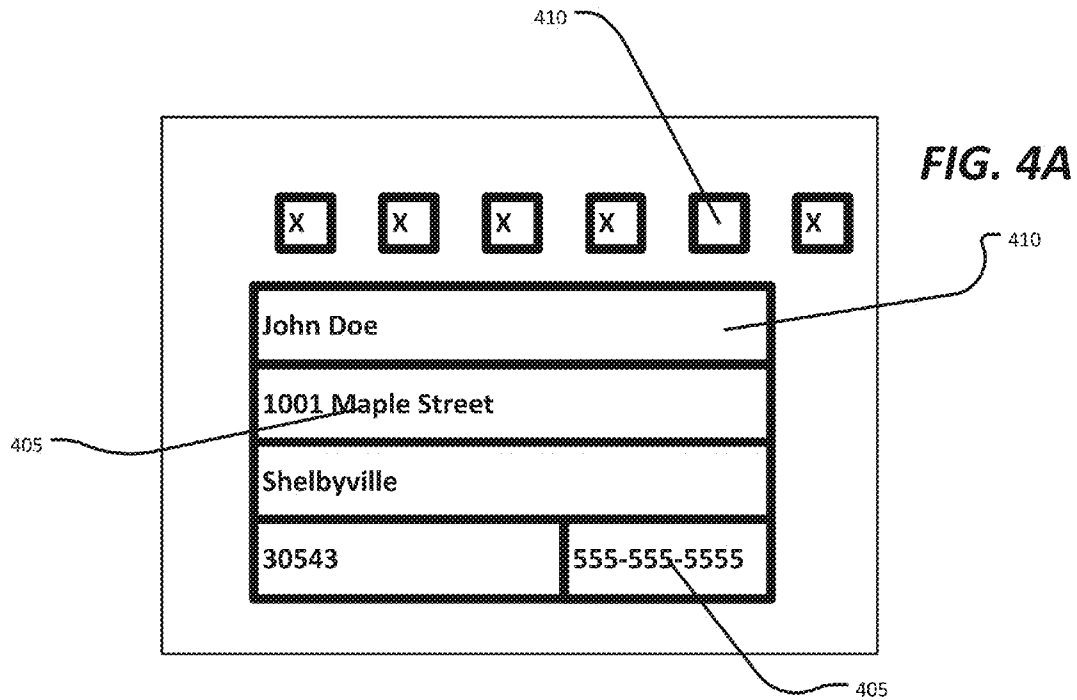 410
FIG. 4A
X X X X X
410
John Doe
1001 Maple Street
405
Shelbyville
30543 555-555-5555
405